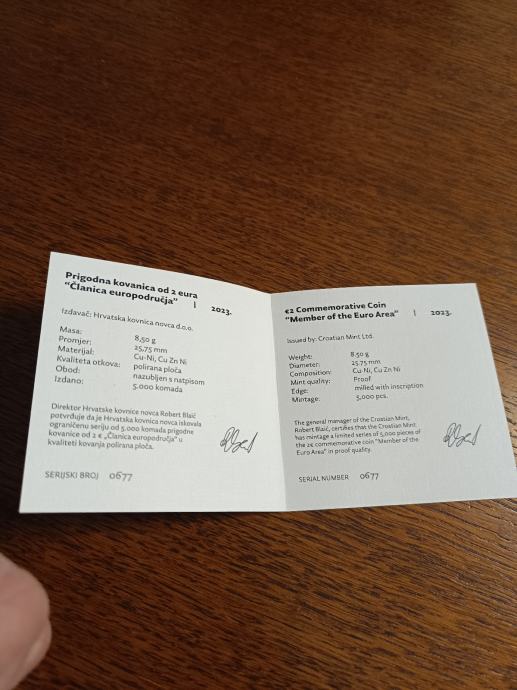 Prigodna kovanica od 2 eura
"Članica europodručja" | 2023.
Izdavač: Hrvatska kovnica novca d.o.o.
Masa: 8,50 g
Promjer: 25,75 mm
Materijal: Cu-Ni, Cu Zn Ni
Kvaliteta otkova: polirana ploča
Obod: nazubljen s natpisom
Izdano: 5.000 komada
Direktor Hrvatske kovnice novca Robert Blaić
potvrđuje da je Hrvatska kovnica novca iskovala
ograničenu seriju od 5.000 komada prigodne
kovanice od 2 € „Članica europodručja" u
kvaliteti kovanja polirana ploča.
SERIJSKI BROJ 0677
€2 Commemorative Coin
"Member of the Euro Area" | 2023.
Issued by: Croatian Mint Ltd.
Weight: 8.50 g
Diameter: 25.75 mm
Composition: Cu-Ni, Cu Zn Ni
Mint quality: Proof
Edge: milled with inscription
Mintage: 5,000 pcs.
The general manager of the Croatian Mint,
Robert Blaić, certifies that the Croatian Mint
has mintage a limited series of 5,000 pieces of
the 2€ commemorative coin "Member of the
Euro Area" in proof quality.
SERIAL NUMBER 0677